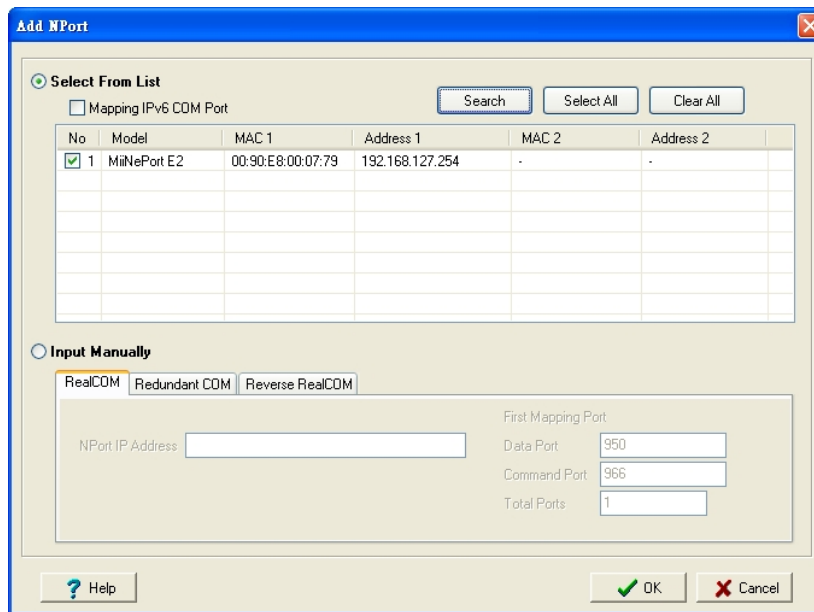 Add NPort
Select From List
Mapping IPv6 COM Port
Search Select All Clear All
No Model MAC 1 Address 1 MAC 2 Address 2
1 MiiNePort E2 00:90:E8:00:07:79 192.168.127.254 - -
Input Manually
RealCOM Redundant COM Reverse RealCOM
First Mapping Port
NPort IP Address Data Port 950
Command Port 966
Total Ports 1
Help OK Cancel